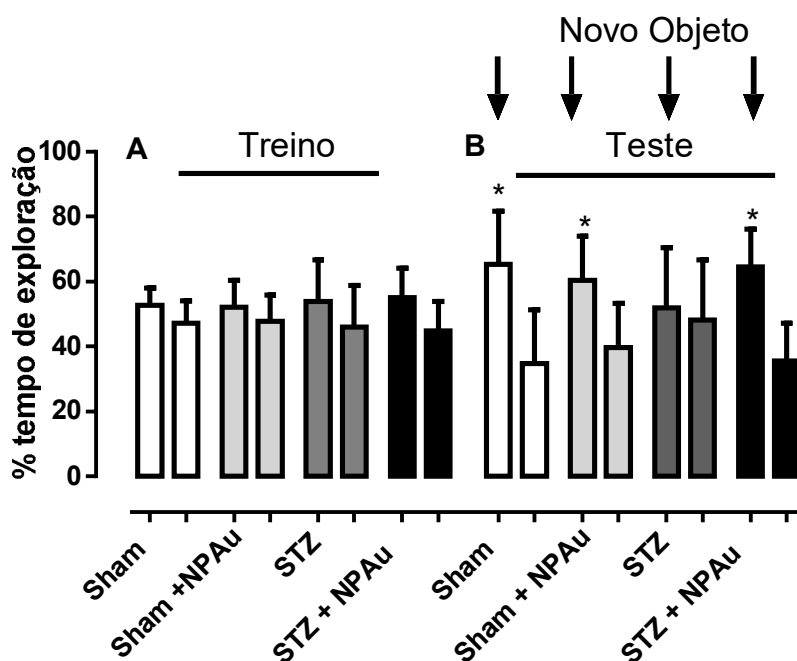 Novo Objeto
A Treino
B Teste
* * *
% tempo de exploração
100
80
60
40
20
0
Sham
Sham +NPAu
STZ
STZ + NPAu
Sham
Sham + NPAu
STZ
STZ + NPAu